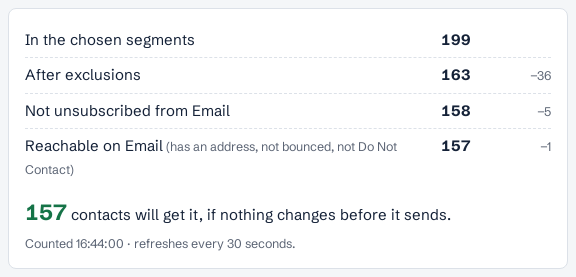 In the chosen segments 199
After exclusions 163 −36
Not unsubscribed from Email 158 −5
Reachable on Email (has an address, not bounced, not Do Not 157 −1
Contact)
157 contacts will get it, if nothing changes before it sends.
Counted 16:44:00 · refreshes every 30 seconds.